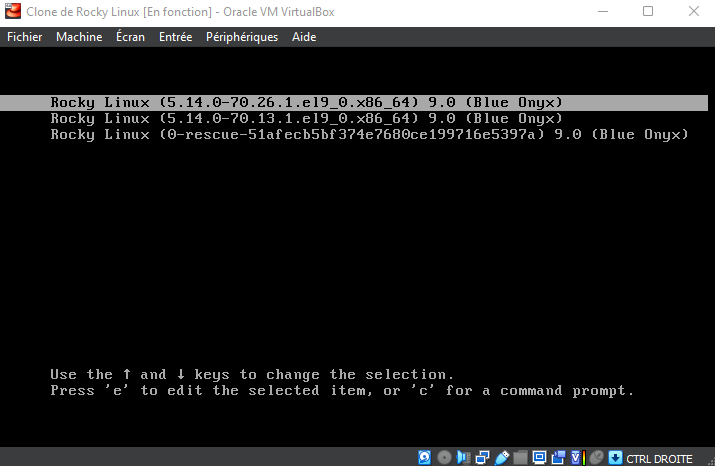 Clone de Rocky Linux [En fonction] - Oracle VM VirtualBox
Fichier Machine Écran Entrée Périphériques Aide
Rocky Linux (5.14.0-70.26.1.el9_0.x86_64) 9.0 (Blue Onyx)
Rocky Linux (5.14.0-70.13.1.el9_0.x86_64) 9.0 (Blue Onyx)
Rocky Linux (0-rescue-51afecb5bf374e7680ce199716e5397a) 9.0 (Blue Onyx)
Use the ↑ and ↓ keys to change the selection.
Press 'e' to edit the selected item, or 'c' for a command prompt.
CTRL DROITE